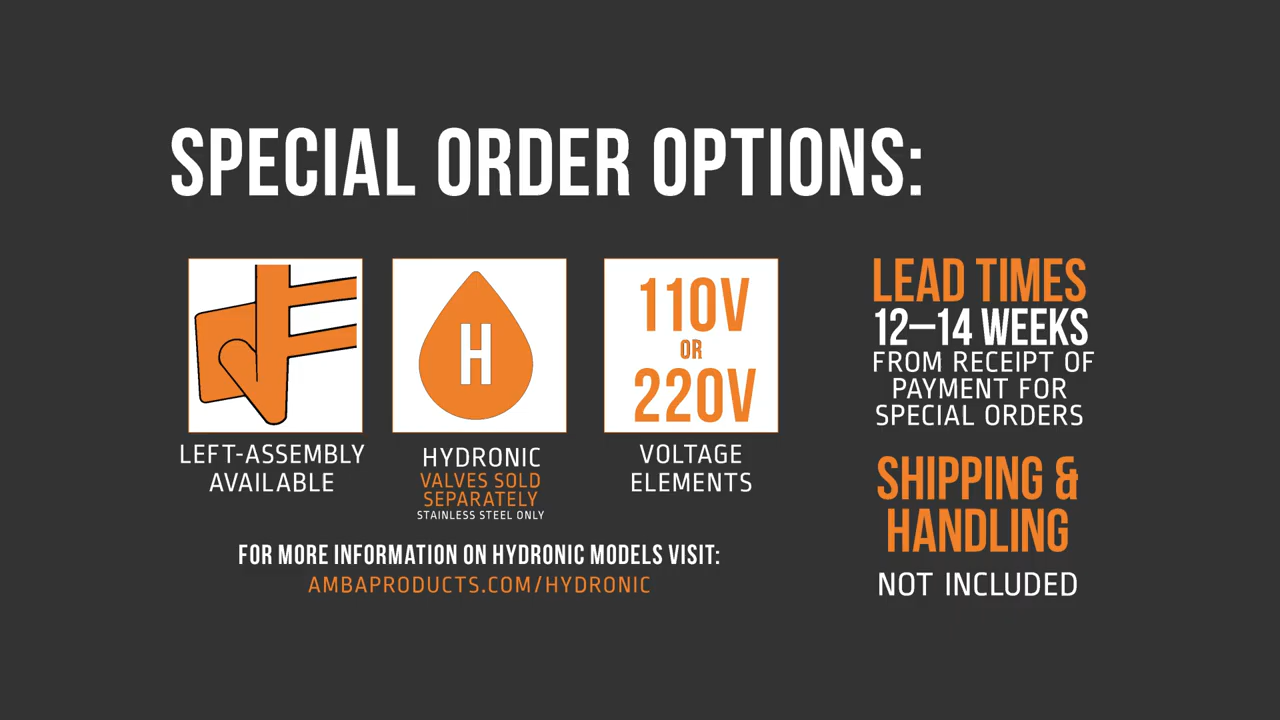 SPECIAL ORDER OPTIONS:
LEFT-ASSEMBLY
AVAILABLE
H
HYDRONIC
VALVES SOLD
SEPARATELY
STAINLESS STEEL ONLY
110V
OR
220V
VOLTAGE
ELEMENTS
FOR MORE INFORMATION ON HYDRONIC MODELS VISIT:
AMBAPRODUCTS.COM/HYDRONIC
LEAD TIMES
12–14 WEEKS
FROM RECEIPT OF
PAYMENT FOR
SPECIAL ORDERS
SHIPPING &
HANDLING
NOT INCLUDED